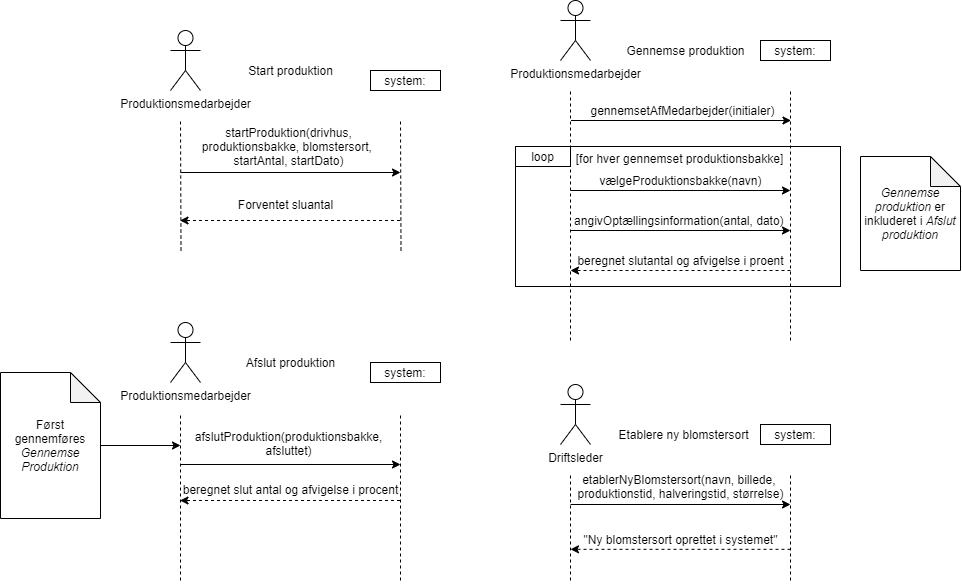 Start produktion
system:
Produktionsmedarbejder
startProduktion(drivhus,
produktionsbakke, blomstersort,
startAntal, startDato)
Forventet sluantal
Gennemse produktion
system:
Produktionsmedarbejder
gennemsetAfMedarbejder(initialer)
loop
[for hver gennemset produktionsbakke]
vælgeProduktionsbakke(navn)
angivOptællingsinformation(antal, dato)
beregnet slutantal og afvigelse i proent
Gennemse
produktion er
inkluderet i Afslut
produktion
Afslut produktion
system:
Produktionsmedarbejder
Først
gennemføres
Gennemse
Produktion
afslutProduktion(produktionsbakke,
afsluttet)
beregnet slut antal og afvigelse i procent
Etablere ny blomstersort
system:
Driftsleder
etablerNyBlomstersort(navn, billede,
produktionstid, halveringstid, størrelse)
"Ny blomstersort oprettet i systemet"